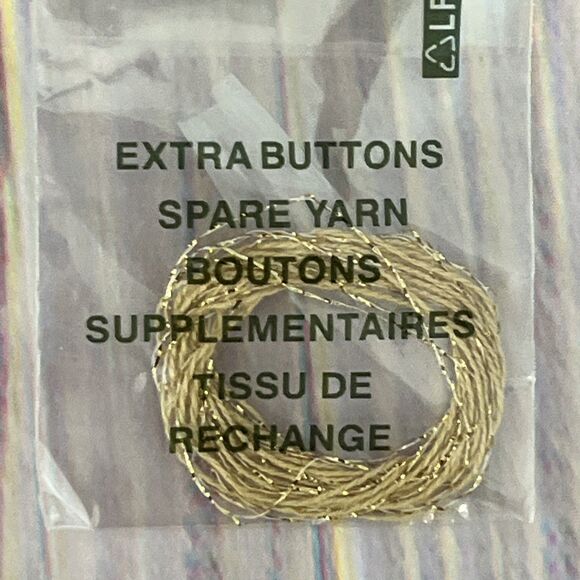 EXTRA BUTTONS
SPARE YARN
BOUTONS
SUPPLÉMENTAIRES
TISSU DE
RECHANGE